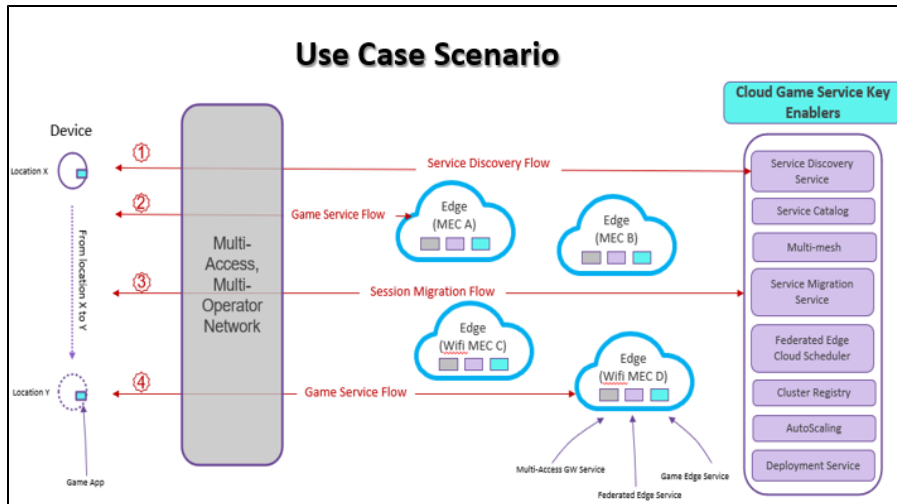 Use Case Scenario
Cloud Game Service Key
Enablers
Device
Location X
1
Service Discovery Flow
Service Discovery
Service
2
Game Service Flow
Edge
(MEC A)
Edge
(MEC B)
Service Catalog
Multi-mesh
From location X to Y
Multi-
Access,
Multi-
Operator
Network
3
Session Migration Flow
Service Migration
Service
Edge
(Wifi MEC C)
Federated Edge
Cloud Scheduler
Edge
(Wifi MEC D)
Location Y
4
Game Service Flow
Cluster Registry
AutoScaling
Deployment Service
Game App
Multi-Access GW Service
Federated Edge Service
Game Edge Service